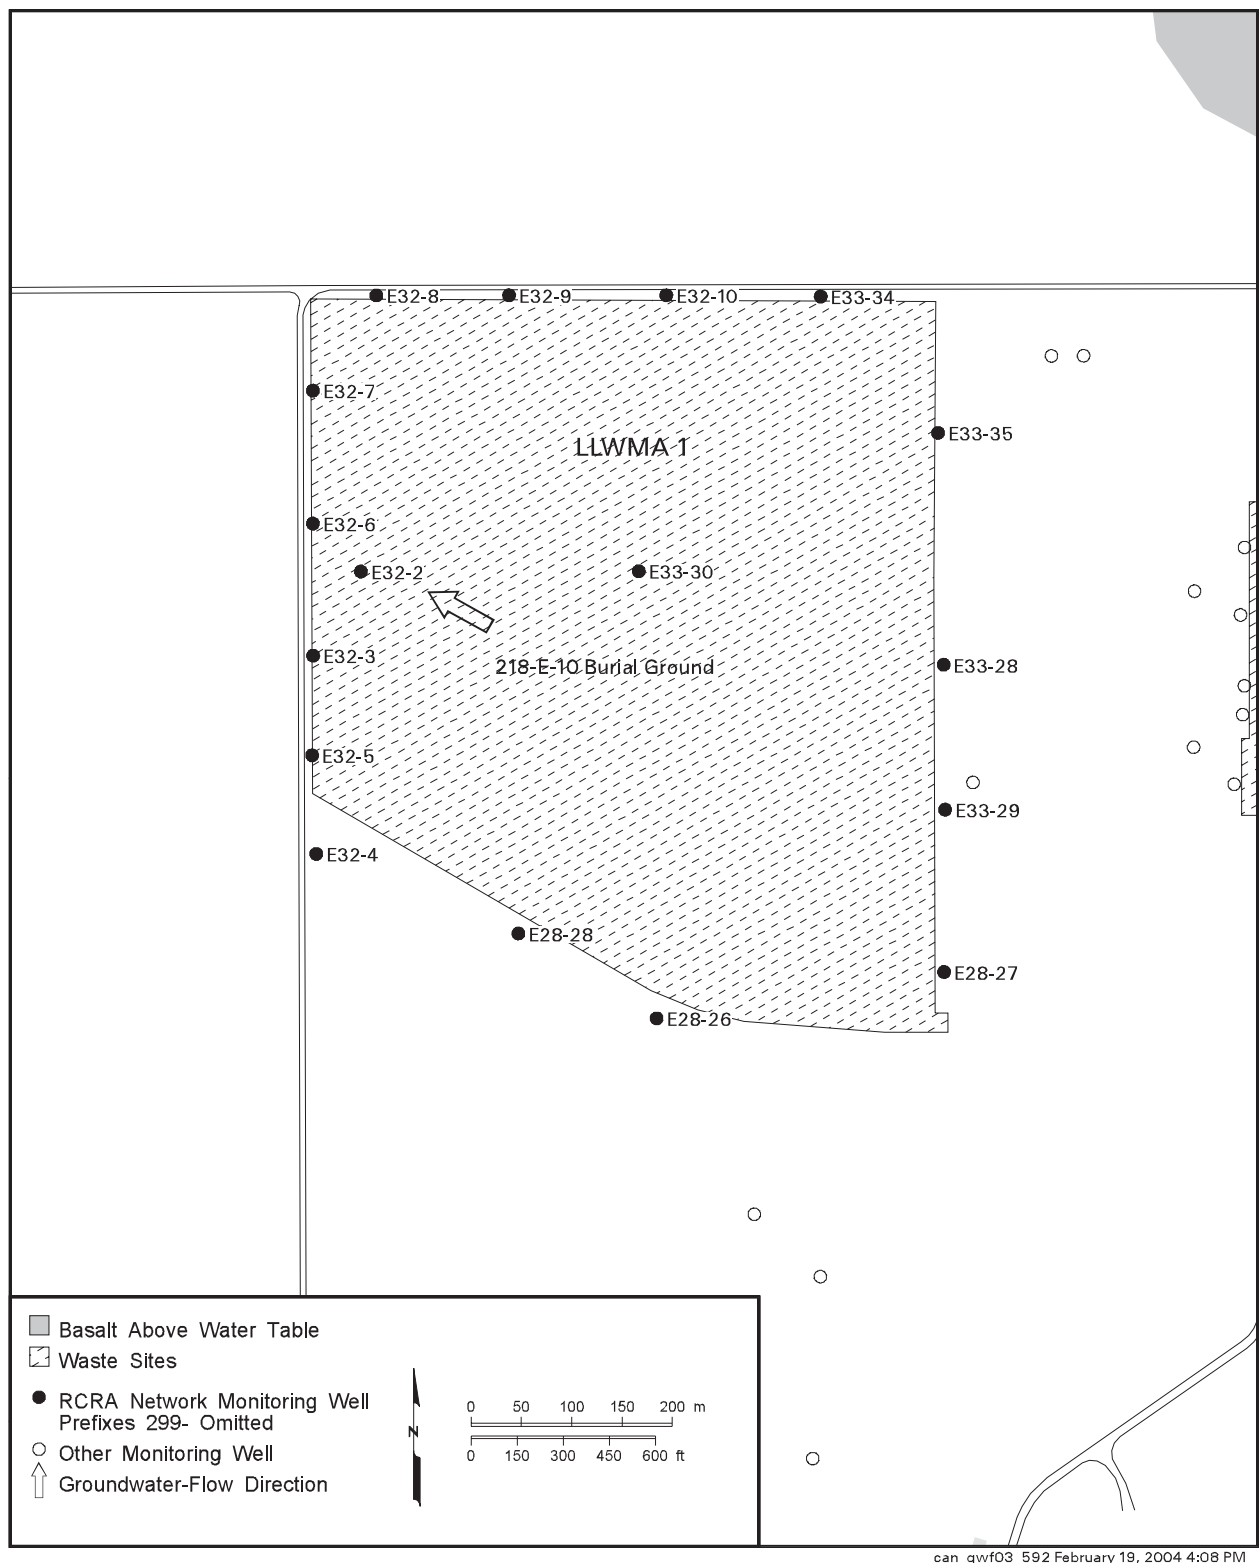 E32-8
E32-9
E32-10
E33-34
E32-7
E33-35
LLWMA 1
E32-6
E32-2
E33-30
E32-3
218-E-10 Burial Ground
E33-28
E32-5
E33-29
E32-4
E28-28
E28-27
E28-26
Basalt Above Water Table
Waste Sites
RCRA Network Monitoring Well
Prefixes 299- Omitted
Other Monitoring Well
Groundwater-Flow Direction
N
0 50 100 150 200 m
0 150 300 450 600 ft
can_gwf03_592 February 19, 2004 4:08 PM